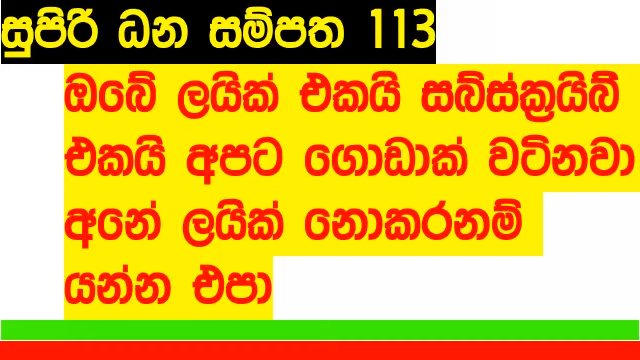 සුපිරි ධන සම්පත 113
ඔබේ ලයික් එකයි සබ්ස්ක්‍රයිබ්
එකයි අපට ගොඩාක් වටිනවා
අනේ ලයික් නොකරනම්
යන්න එපා